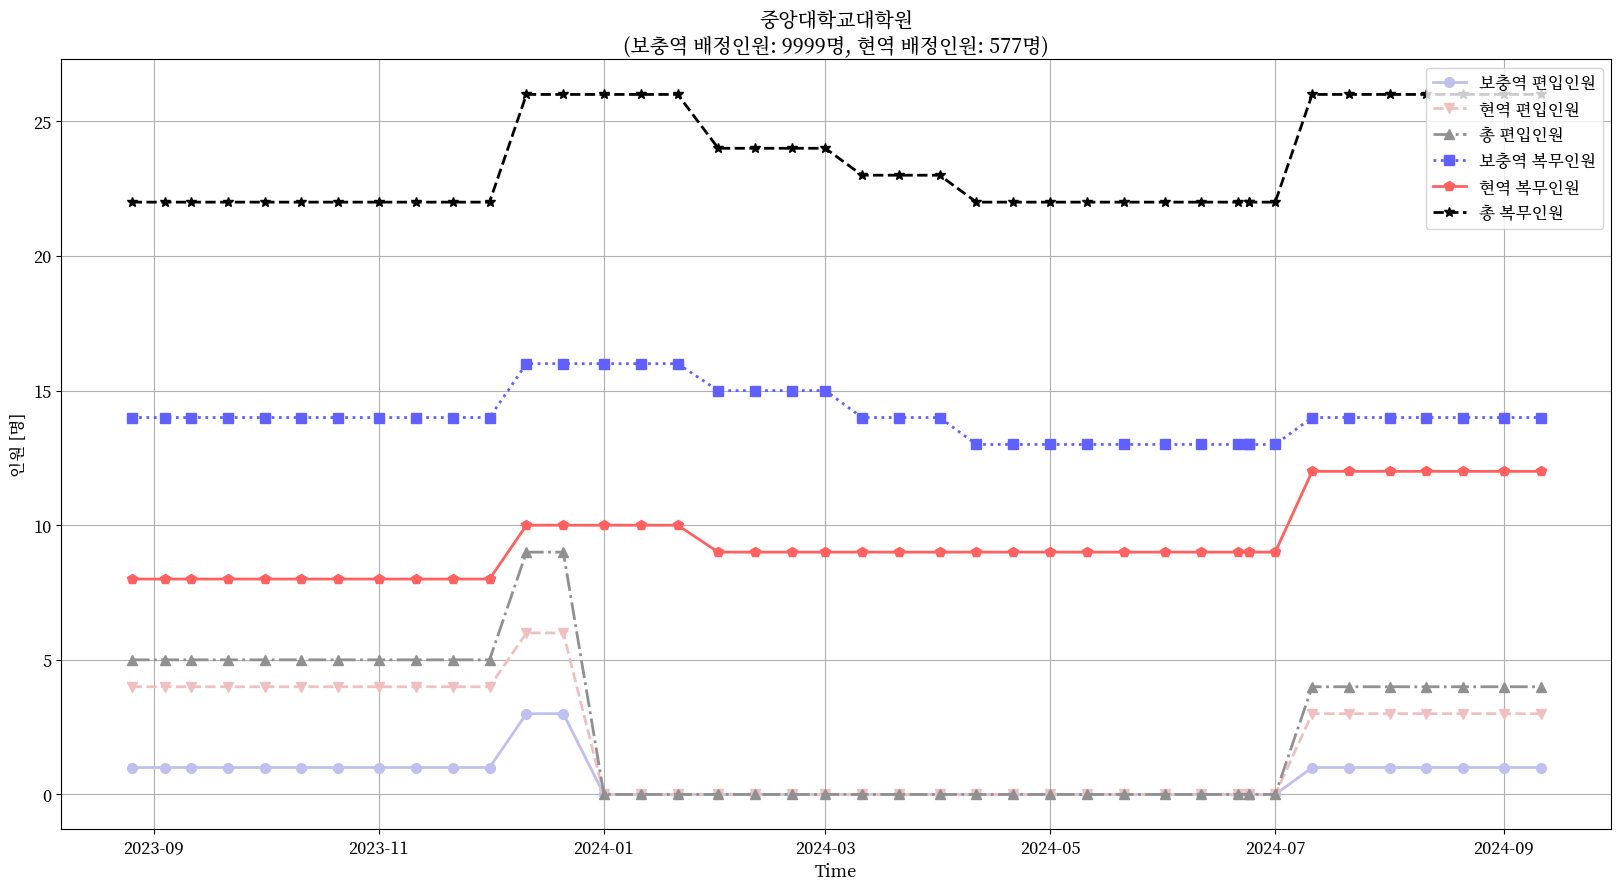 중앙대학교대학원
(보충역 배정인원: 9999명, 현역 배정인원: 577명)
보충역 편입인원
현역 편입인원
총 편입인원
보충역 복무인원
현역 복무인원
총 복무인원
인원 [명]
25
20
15
10
5
0
2023-09
2023-11
2024-01
2024-03
2024-05
2024-07
2024-09
Time